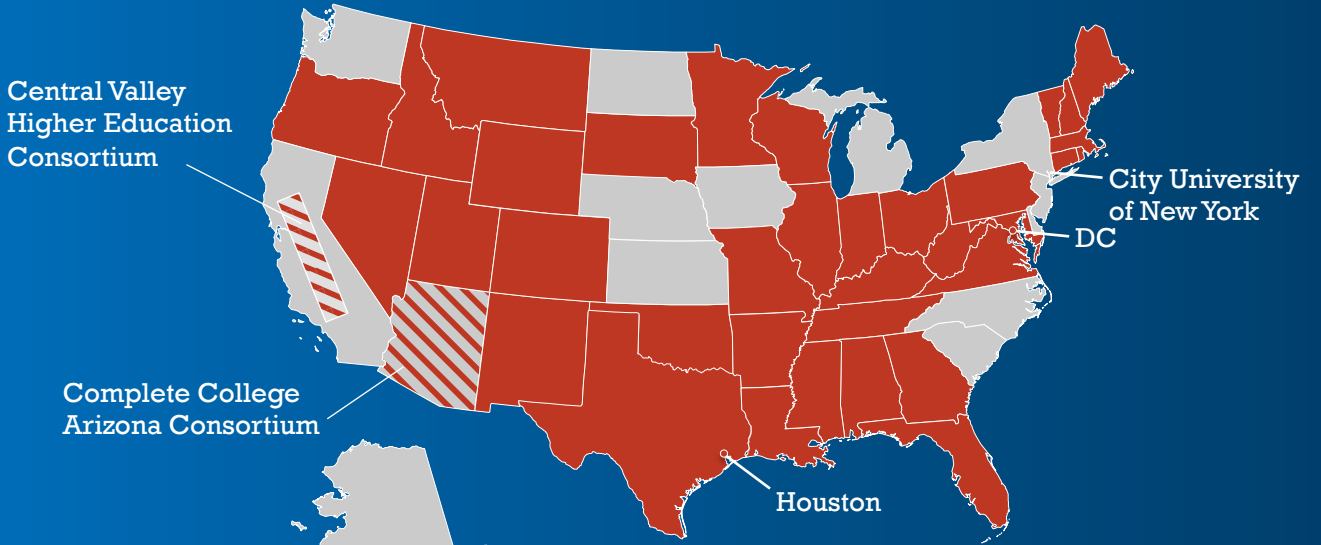 Central Valley
Higher Education
Consortium
City University
of New York
DC
Complete College
Arizona Consortium
Houston